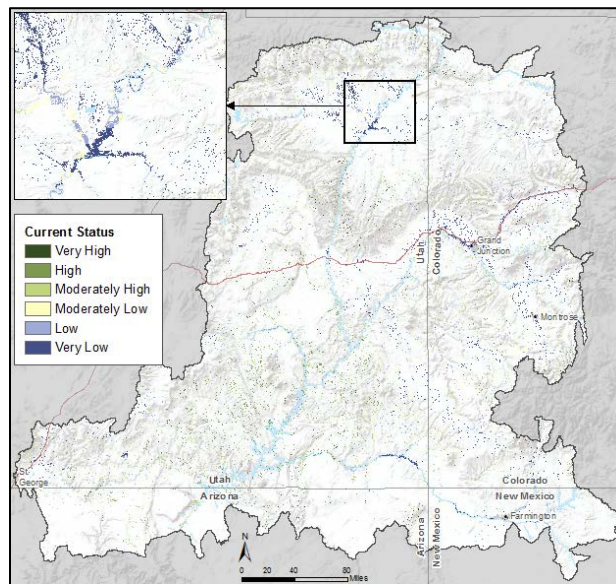 Current Status
Very High
High
Moderately High
Moderately Low
Low
Very Low
Utah
Colorado
Grand
Junction
Montrose
St.
George
Utah
Arizona
Colorado
New Mexico
Arizona
New Mexico
Farmington
N
0 20 40 80
Miles